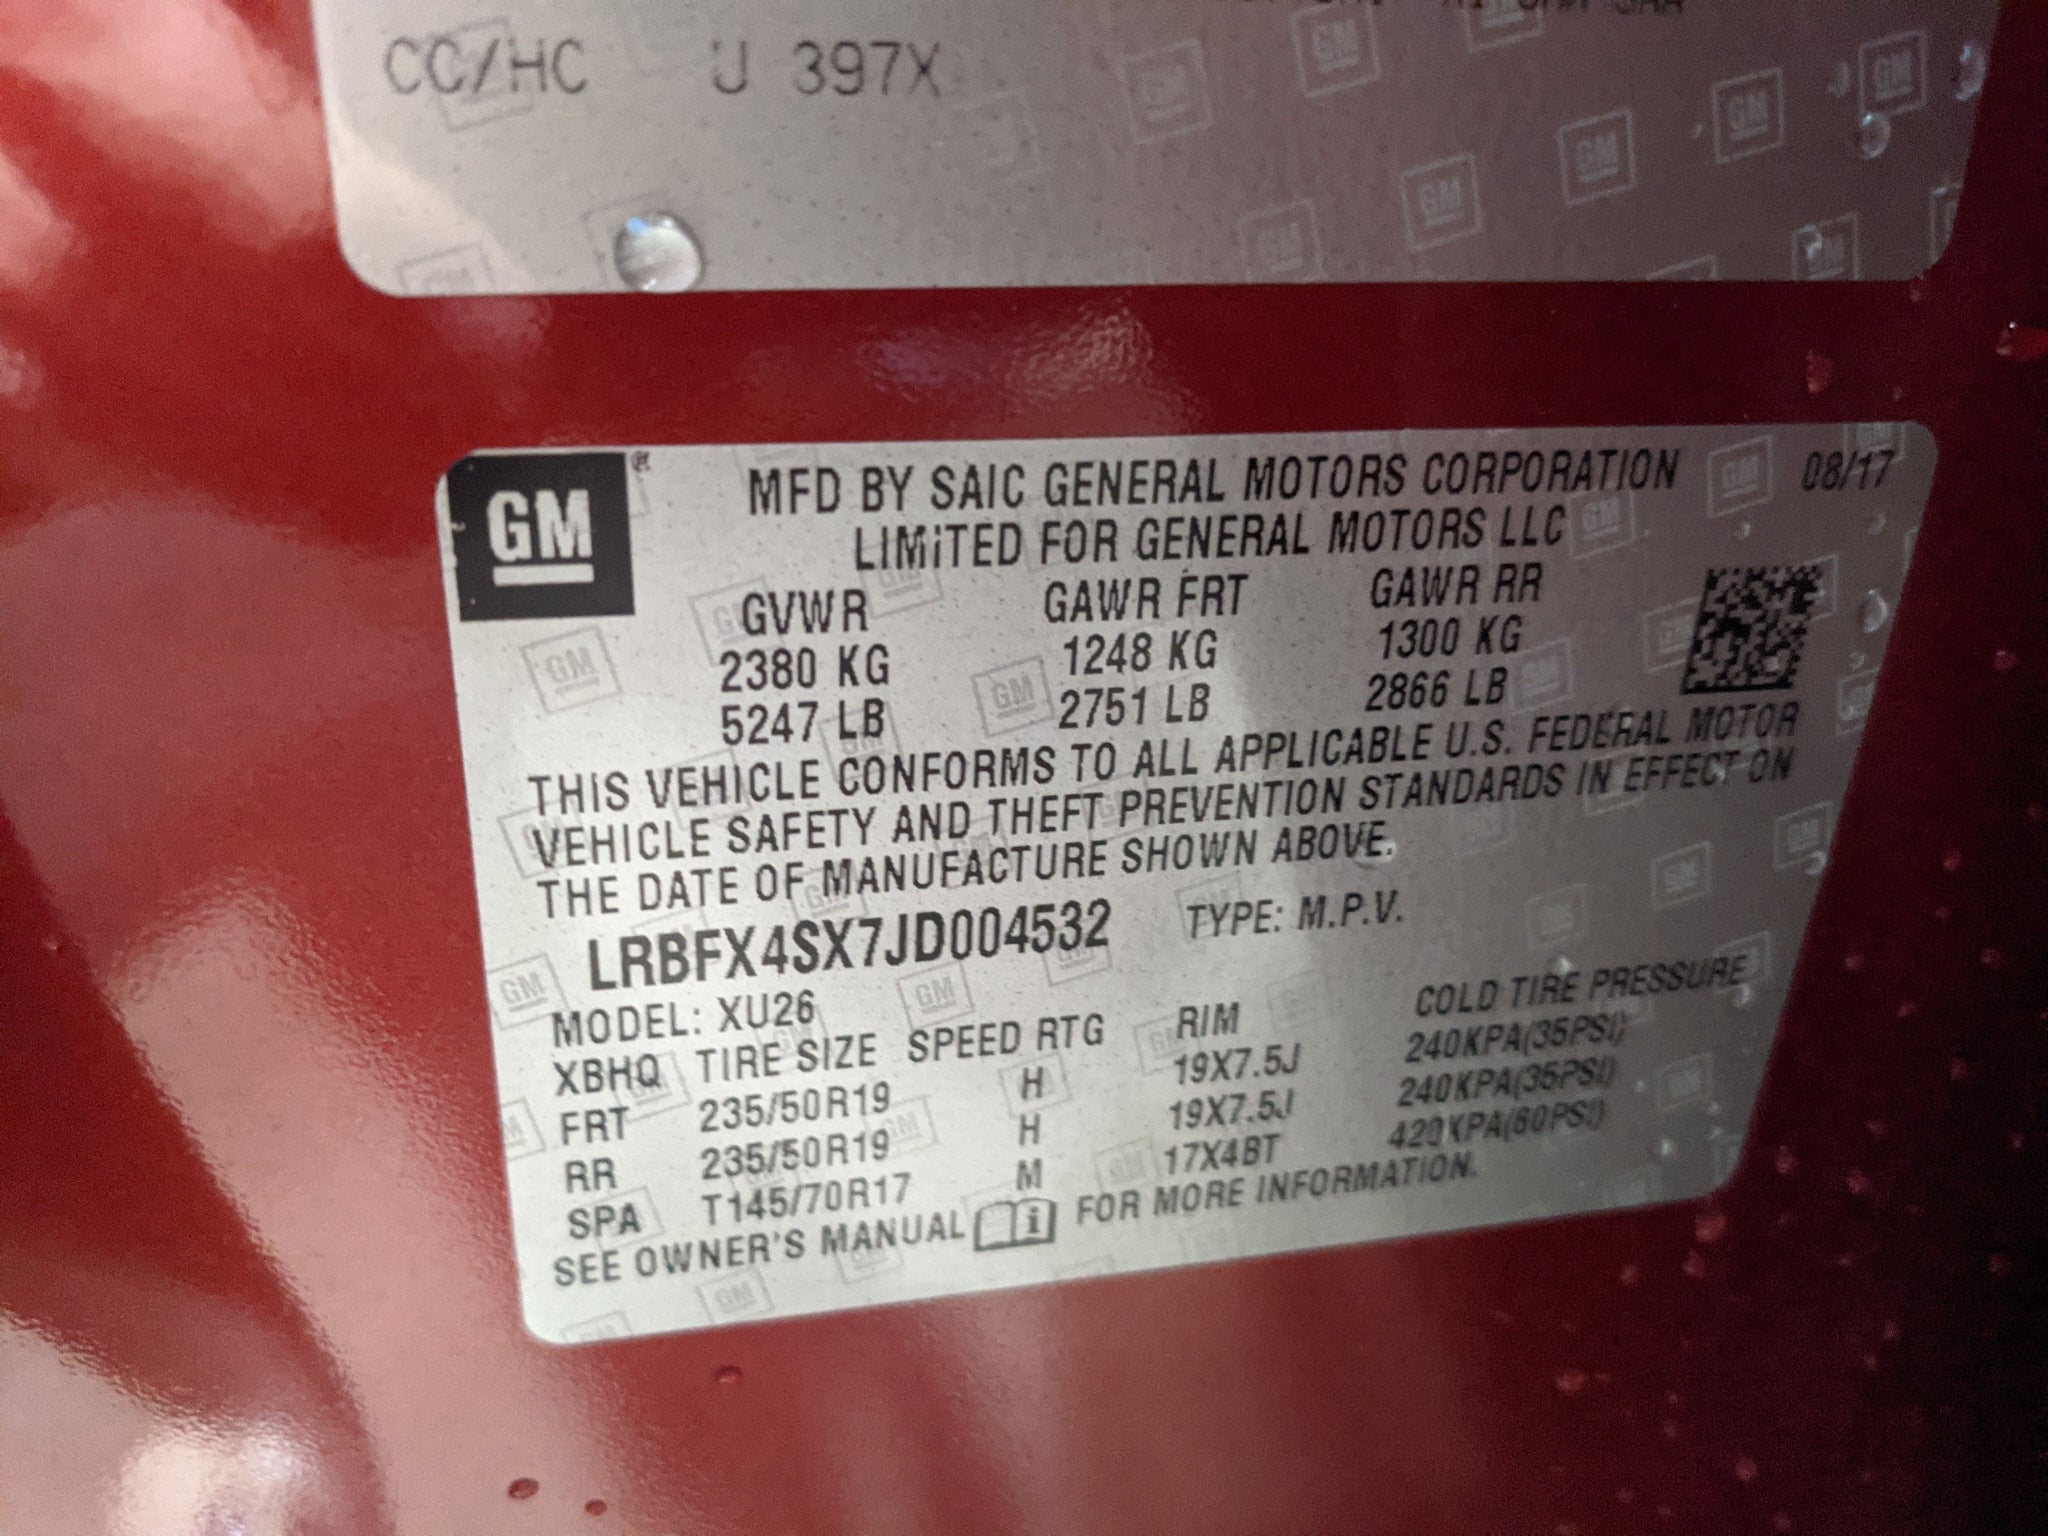 CC/HC U 397X
GM
MFD BY SAIC GENERAL MOTORS CORPORATION 08/17
LIMITED FOR GENERAL MOTORS LLC
GVWR GAWR FRT GAWR RR
2380 KG 1248 KG 1300 KG
5247 LB 2751 LB 2866 LB
THIS VEHICLE CONFORMS TO ALL APPLICABLE U.S. FEDERAL MOTOR
VEHICLE SAFETY AND THEFT PREVENTION STANDARDS IN EFFECT ON
THE DATE OF MANUFACTURE SHOWN ABOVE.
LRBFX4SX7JD004532 TYPE: M.P.V.
MODEL: XU26
XBHQ TIRE SIZE SPEED RTG RIM COLD TIRE PRESSURE
FRT 235/50R19 H 19X7.5J 240KPA(35PSI)
RR 235/50R19 H 19X7.5J 240KPA(35PSI)
SPA T145/70R17 M 17X4BT 420KPA(60PSI)
SEE OWNER'S MANUAL FOR MORE INFORMATION.